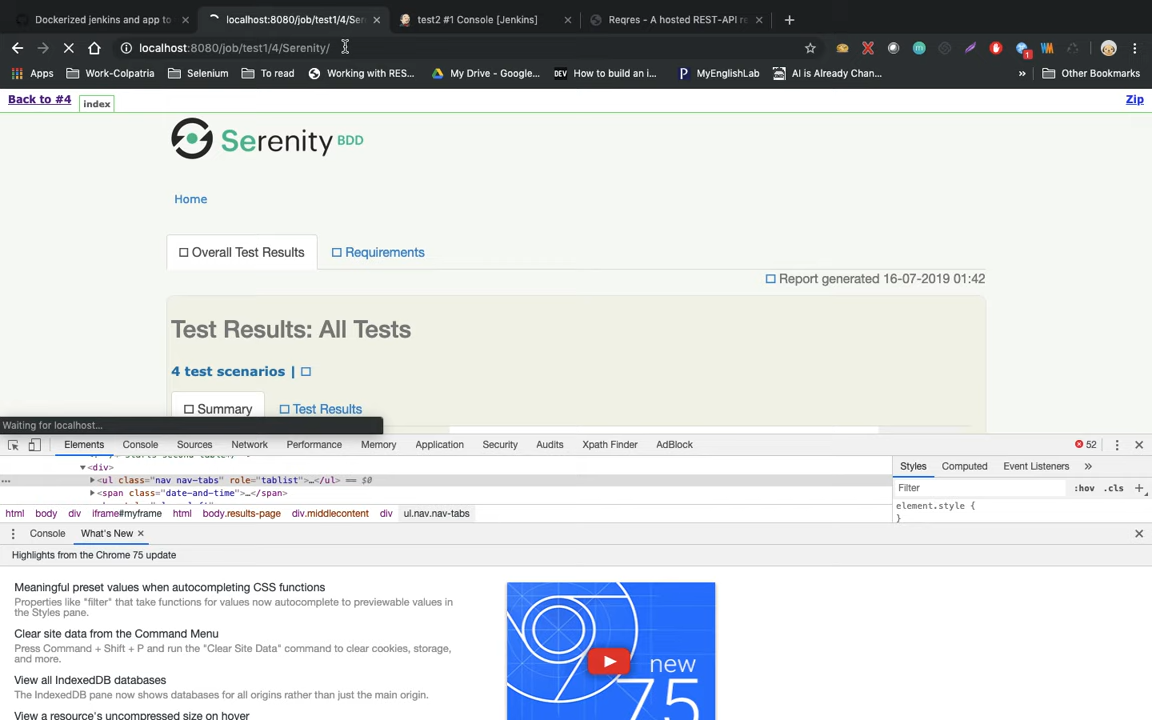 Dockerized jenkins and app to
localhost:8080/job/test1/4/Ser
test2 #1 Console [Jenkins]
Reqres - A hosted REST-API r
localhost:8080/job/test1/4/Serenity/
1
Apps
Work-Colpatria
Selenium
To read
Working with RES...
My Drive - Google...
DEV
How to build an i...
P
MyEnglishLab
AI is Already Chan...
»
Other Bookmarks
Back to #4
index
Zip
Serenity BDD
Home
Overall Test Results
Requirements
Report generated 16-07-2019 01:42
Test Results: All Tests
4 test scenarios |
Summary
Test Results
Waiting for localhost...
Elements
Console
Sources
Network
Performance
Memory
Application
Security
Audits
Xpath Finder
AdBlock
52
<div>
<ul class="nav nav-tabs" role="tablist">…</ul> == $0
<span class="date-and-time">…</span>
Styles
Computed
Event Listeners
»
Filter
:hov .cls +
element.style {
}
html body div iframe#myframe html body.results-page div.middlecontent div ul.nav.nav-tabs
Console
What's New ×
Highlights from the Chrome 75 update
Meaningful preset values when autocompleting CSS functions
Properties like "filter" that take functions for values now autocomplete to previewable values in
the Styles pane.
Clear site data from the Command Menu
Press Command + Shift + P and run the "Clear Site Data" command to clear cookies, storage,
and more.
View all IndexedDB databases
The IndexedDB pane now shows databases for all origins rather than just the main origin.
View a resource's uncompressed size on hover
new
75